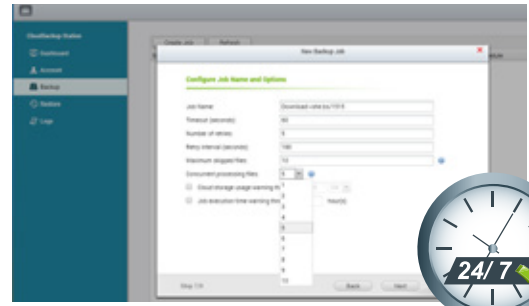 CloudBackup Station
Dashboard
Account
Backup
Restore
Logs
Create Job
Refresh
New Backup Job
Configure Job Name and Options
Job Name:
Timeout (seconds):
60
Number of retries:
Retry interval (seconds):
Maximum skipped files:
10
Concurrent processing files:
5
Cloud storage usage warning
1
2
Job execution time warning
hour(s)
3
4
5
6
7
8
9
10
Back
Next
24/7